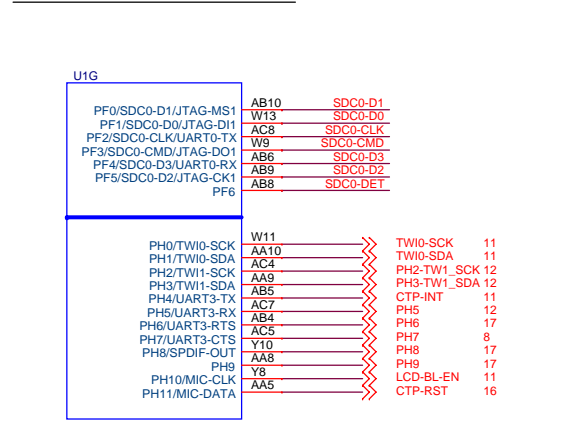 U1G
PF0/SDC0-D1/JTAG-MS1 AB10 SDC0-D1
PF1/SDC0-D0/JTAG-DI1 W13 SDC0-D0
PF2/SDC0-CLK/UART0-TX AC8 SDC0-CLK
PF3/SDC0-CMD/JTAG-DO1 W9 SDC0-CMD
PF4/SDC0-D3/UART0-RX AB6 SDC0-D3
PF5/SDC0-D2/JTAG-CK1 AB9 SDC0-D2
PF6 AB8 SDC0-DET
PH0/TWI0-SCK W11 TWI0-SCK 11
PH1/TWI0-SDA AA10 TWI0-SDA 11
PH2/TWI1-SCK AC4 PH2-TW1_SCK 12
PH3/TWI1-SDA AA9 PH3-TW1_SDA 12
PH4/UART3-TX AB5 CTP-INT 11
PH5/UART3-RX AC7 PH5 12
PH6/UART3-RTS AB4 PH6 17
PH7/UART3-CTS AC5 PH7 8
PH8/SPDIF-OUT Y10 PH8 17
PH9 AA8 PH9 17
PH10/MIC-CLK Y8 LCD-BL-EN 11
PH11/MIC-DATA AA5 CTP-RST 16